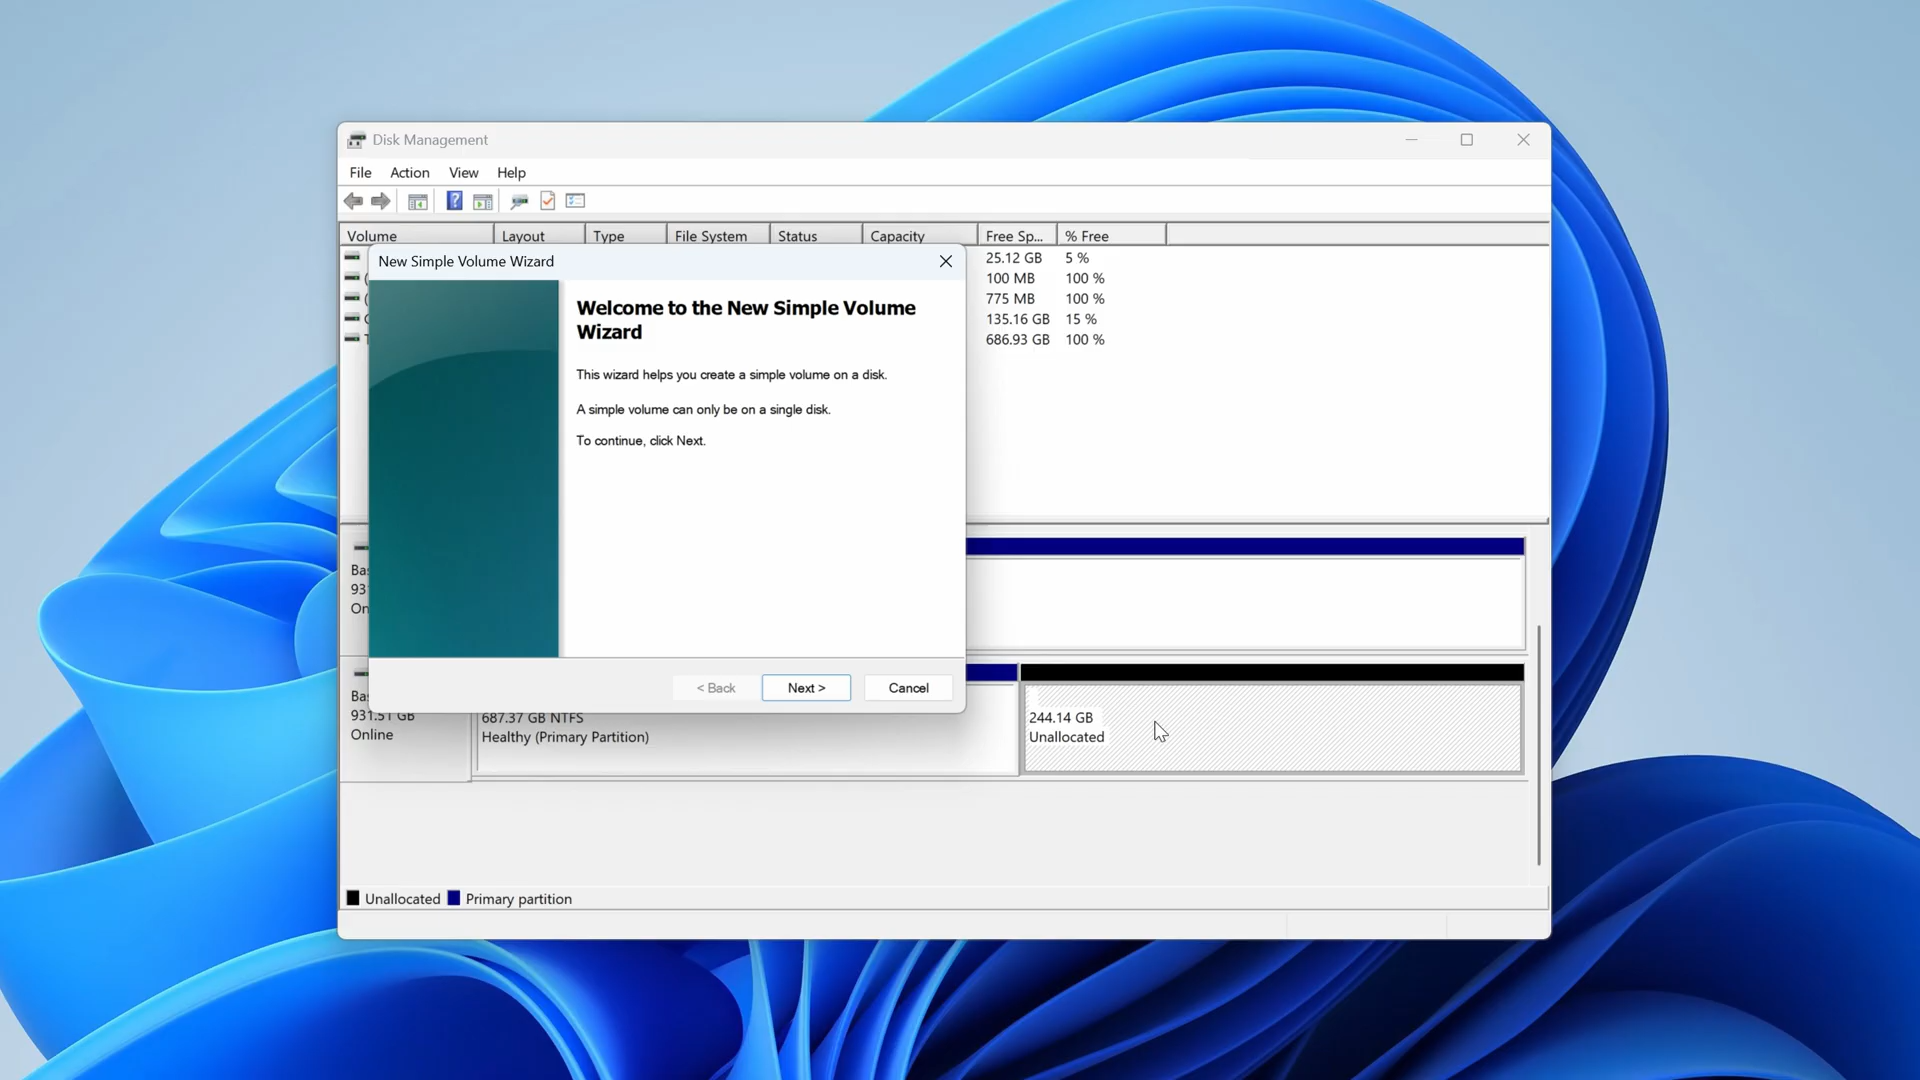 Disk Management
File Action View Help
Volume Layout Type File System Status Capacity Free Sp... % Free
New Simple Volume Wizard
25.12 GB 5 %
100 MB 100 %
775 MB 100 %
135.16 GB 15 %
686.93 GB 100 %
Welcome to the New Simple Volume
Wizard
This wizard helps you create a simple volume on a disk.
A simple volume can only be on a single disk.
To continue, click Next.
< Back Next > Cancel
Bas
93
On
Bas
931.51 GB
Online
687.37 GB NTFS
Healthy (Primary Partition)
244.14 GB
Unallocated
Unallocated Primary partition